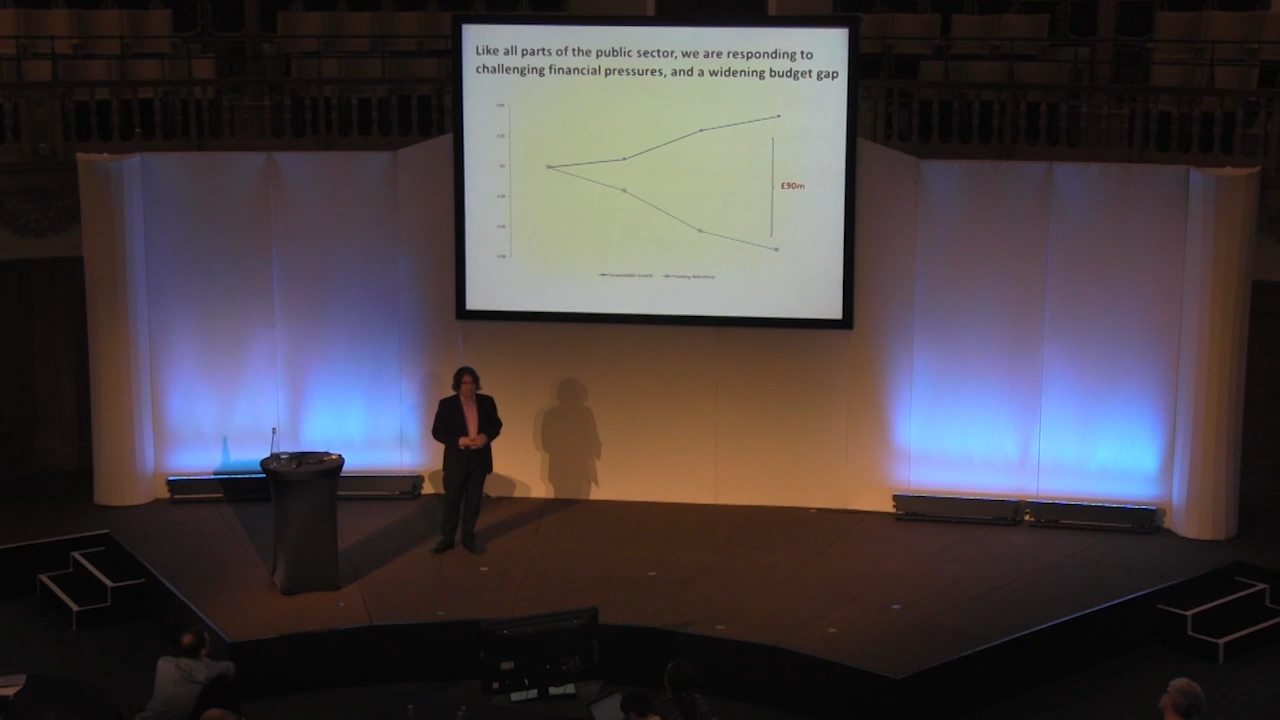 Like all parts of the public sector, we are responding to
challenging financial pressures, and a widening budget gap
£90m